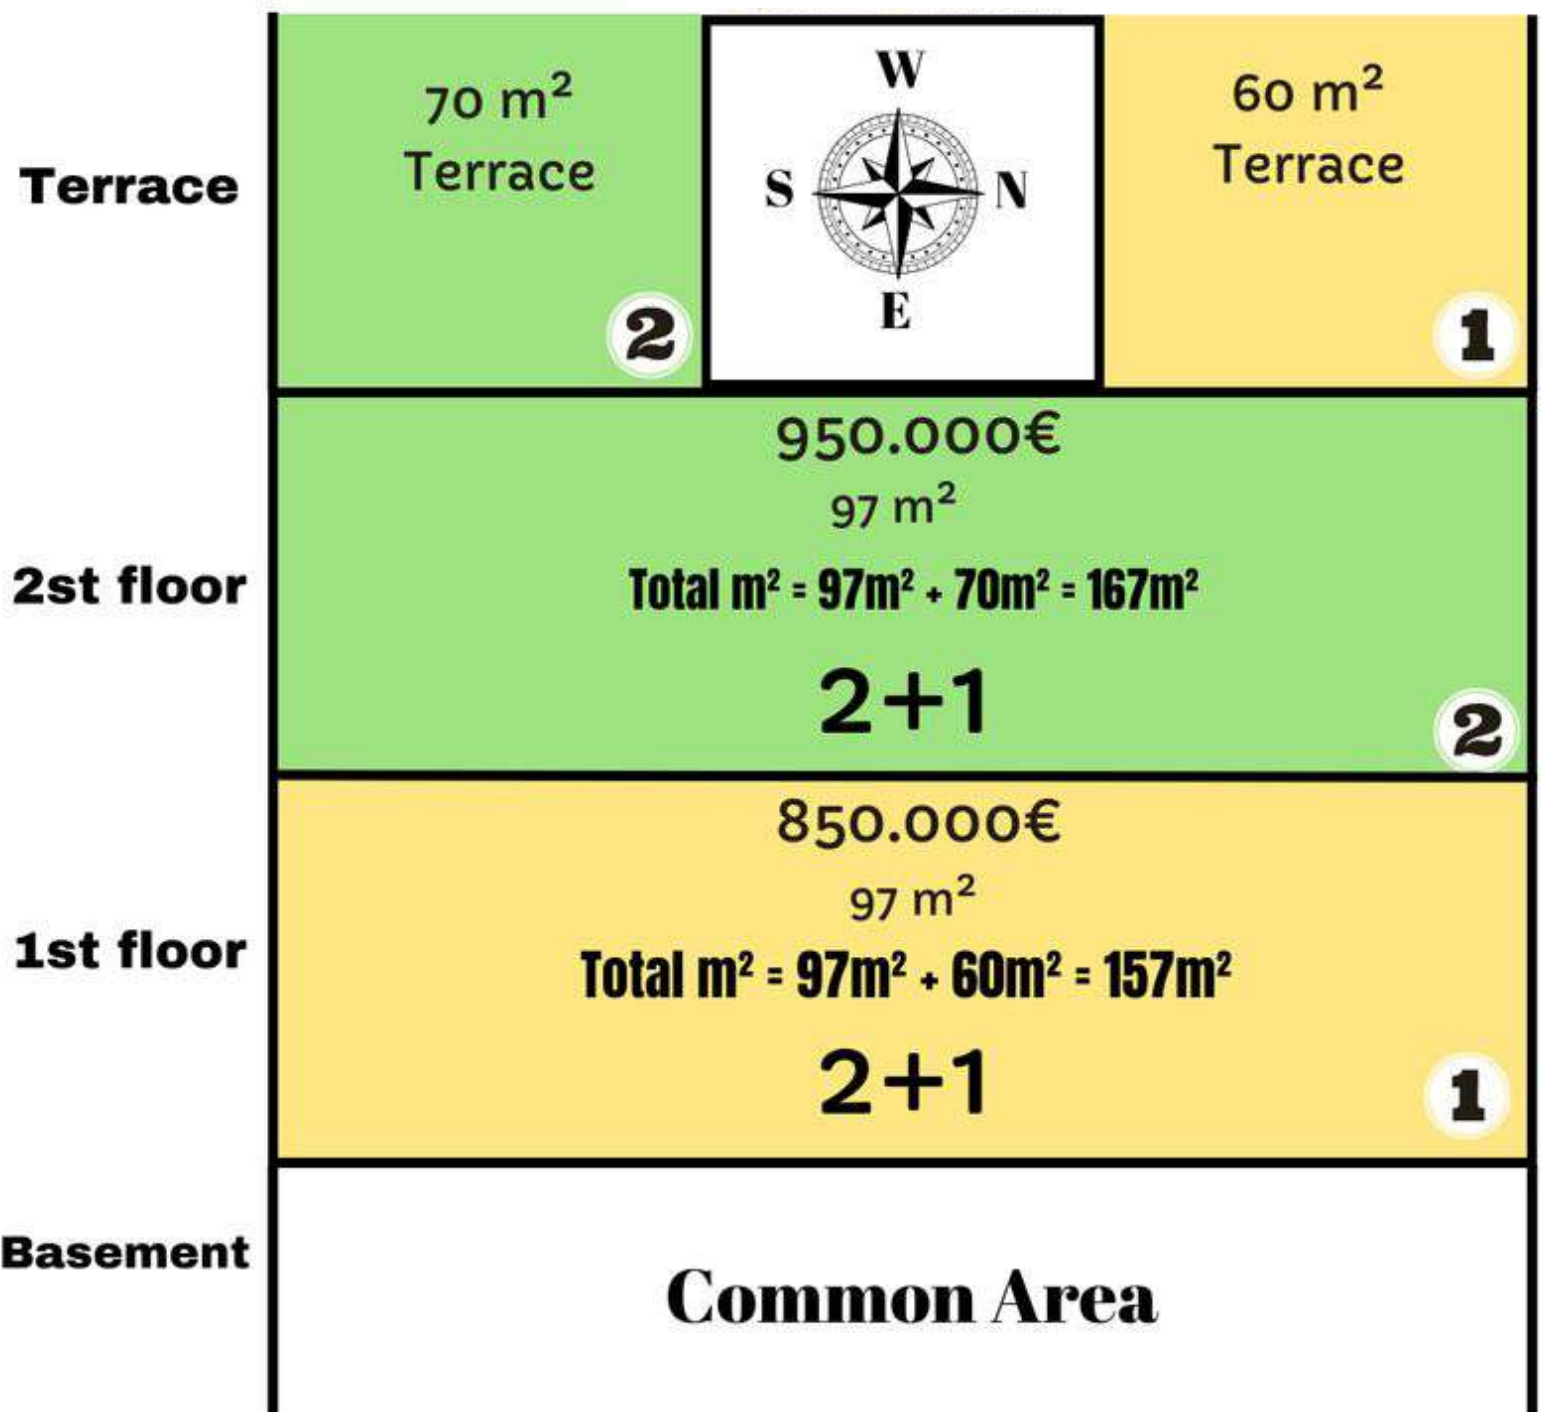 Terrace
70 m²
Terrace
2
W
S
N
E
60 m²
Terrace
1
2st floor
950.000€
97 m²
Total m² = 97m² + 70m² = 167m²
2+1
2
1st floor
850.000€
97 m²
Total m² = 97m² + 60m² = 157m²
2+1
1
Basement
Common Area